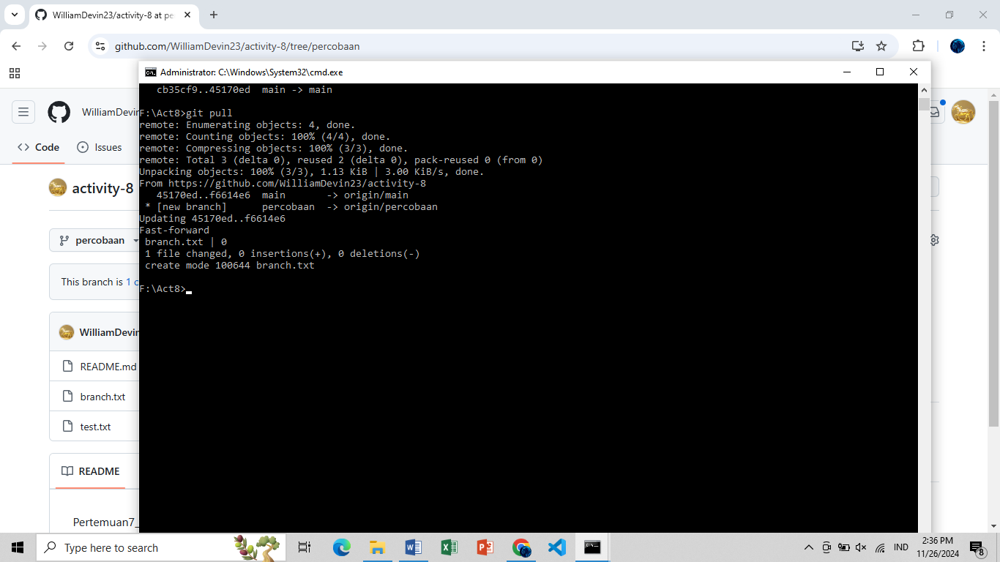 WilliamDevin23/activity-8 at pe
github.com/WilliamDevin23/activity-8/tree/percobaan
Administrator: C:\Windows\System32\cmd.exe
cb35cf9..45170ed  main -> main
F:\Act8>git pull
remote: Enumerating objects: 4, done.
remote: Counting objects: 100% (4/4), done.
remote: Compressing objects: 100% (3/3), done.
remote: Total 3 (delta 0), reused 2 (delta 0), pack-reused 0 (from 0)
Unpacking objects: 100% (3/3), 1.13 KiB | 3.00 KiB/s, done.
From https://github.com/WilliamDevin23/activity-8
45170ed..f6614e6  main       -> origin/main
* [new branch]      percobaan  -> origin/percobaan
Updating 45170ed..f6614e6
Fast-forward
branch.txt | 0
1 file changed, 0 insertions(+), 0 deletions(-)
create mode 100644 branch.txt
F:\Act8>
WilliamDevin
Code
Issues
activity-8
percobaan
This branch is 1 c
WilliamDevin
README.md
branch.txt
test.txt
README
Pertemuan7_
Type here to search
IND
2:36 PM
11/26/2024
8